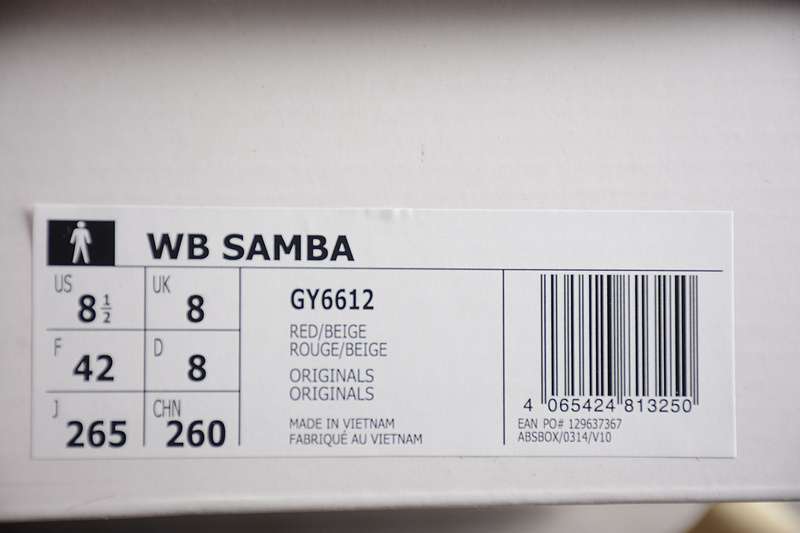 WB SAMBA
US 8 1/2
UK 8
F 42
D 8
J 265
CHN 260
GY6612
RED/BEIGE
ROUGE/BEIGE
ORIGINALS
ORIGINALS
MADE IN VIETNAM
FABRIQUÉ AU VIETNAM
4 065424 813250
EAN PO# 129637367
ABSBOX/0314/V10